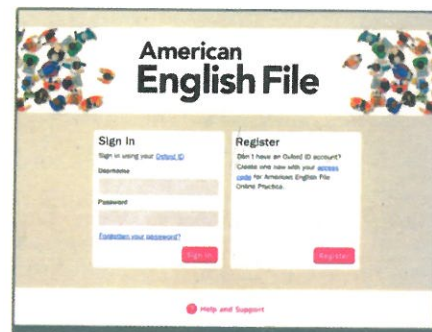 American
English File
Sign In
Sign in using your Oxford ID
Username
Password
Forgotten your password?
Sign in
Register
Don't have an Oxford ID account?
Create one now with your access
code for American English File
Online Practice.
Register
Help and Support